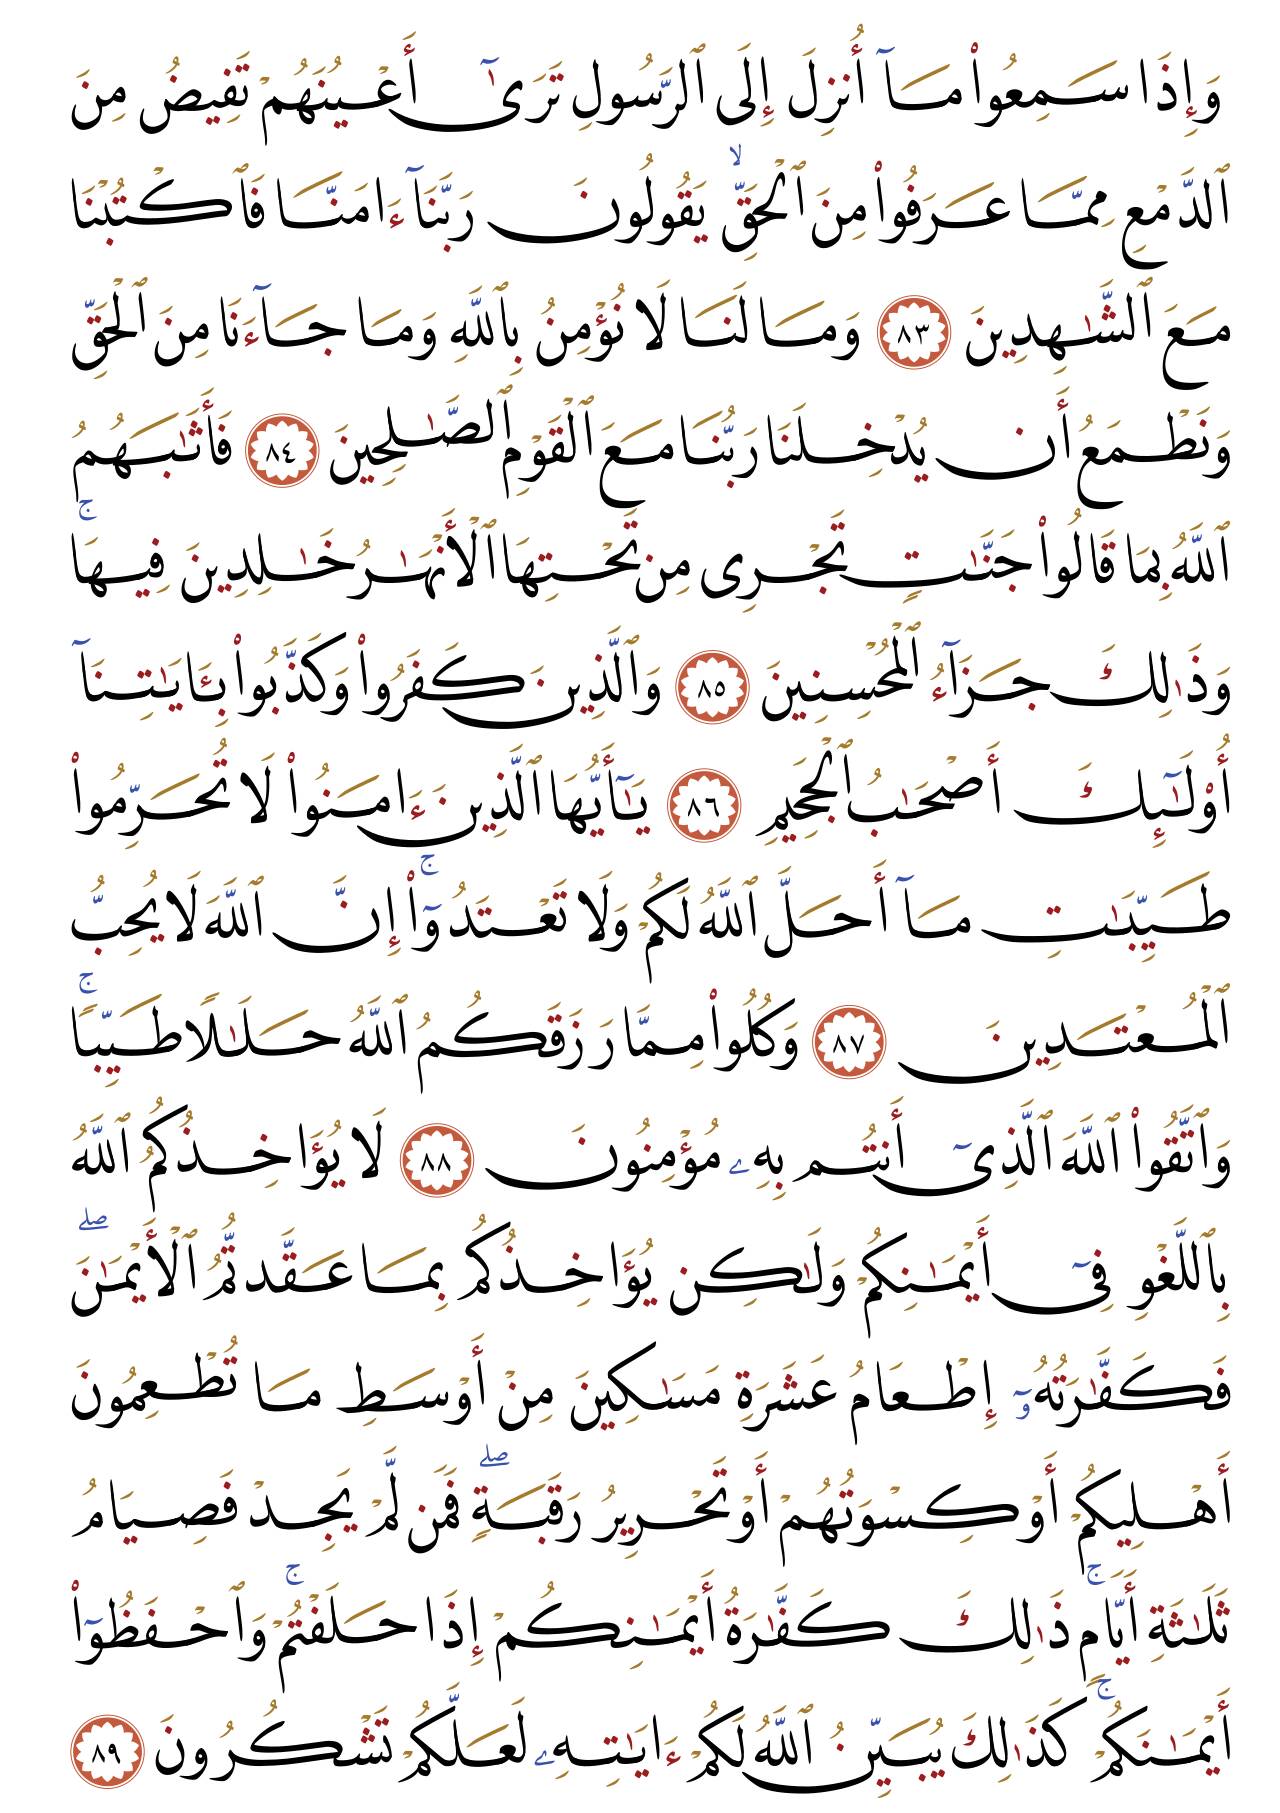 وَإِذَا سَمِعُوا۟ مَآ أُنزِلَ إِلَى ٱلرَّسُولِ تَرَىٰٓ أَعْيُنَهُمْ تَفِيضُ مِنَ
ٱلدَّمْعِ مِمَّا عَرَفُوا۟ مِنَ ٱلْحَقِّ ۙ يَقُولُونَ رَبَّنَآ ءَامَنَّا فَٱكْتُبْنَا
مَعَ ٱلشَّٰهِدِينَ ٨٣ وَمَا لَنَا لَا نُؤْمِنُ بِٱللَّهِ وَمَا جَآءَنَا مِنَ ٱلْحَقِّ
وَنَطْمَعُ أَن يُدْخِلَنَا رَبُّنَا مَعَ ٱلْقَوْمِ ٱلصَّٰلِحِينَ ٨٤ فَأَثَٰبَهُمُ
ٱللَّهُ بِمَا قَالُوا۟ جَنَّٰتٍ تَجْرِى مِن تَحْتِهَا ٱلْأَنْهَٰرُ خَٰلِدِينَ فِيهَا ۚ
وَذَٰلِكَ جَزَآءُ ٱلْمُحْسِنِينَ ٨٥ وَٱلَّذِينَ كَفَرُوا۟ وَكَذَّبُوا۟ بِـَٔايَٰتِنَآ
أُو۟لَٰٓئِكَ أَصْحَٰبُ ٱلْجَحِيمِ ٨٦ يَٰٓأَيُّهَا ٱلَّذِينَ ءَامَنُوا۟ لَا تُحَرِّمُوا۟
طَيِّبَٰتِ مَآ أَحَلَّ ٱللَّهُ لَكُمْ وَلَا تَعْتَدُوٓا۟ ۚ إِنَّ ٱللَّهَ لَا يُحِبُّ
ٱلْمُعْتَدِينَ ٨٧ وَكُلُوا۟ مِمَّا رَزَقَكُمُ ٱللَّهُ حَلَٰلًا طَيِّبًا ۚ
وَٱتَّقُوا۟ ٱللَّهَ ٱلَّذِىٓ أَنتُم بِهِۦ مُؤْمِنُونَ ٨٨ لَا يُؤَاخِذُكُمُ ٱللَّهُ
بِٱللَّغْوِ فِىٓ أَيْمَٰنِكُمْ وَلَٰكِن يُؤَاخِذُكُم بِمَا عَقَّدتُّمُ ٱلْأَيْمَٰنَ ۖ
فَكَفَّٰرَتُهُۥٓ إِطْعَامُ عَشَرَةِ مَسَٰكِينَ مِنْ أَوْسَطِ مَا تُطْعِمُونَ
أَهْلِيكُمْ أَوْ كِسْوَتُهُمْ أَوْ تَحْرِيرُ رَقَبَةٍ ۖ فَمَن لَّمْ يَجِدْ فَصِيَامُ
ثَلَٰثَةِ أَيَّامٍ ۚ ذَٰلِكَ كَفَّٰرَةُ أَيْمَٰنِكُمْ إِذَا حَلَفْتُمْ ۚ وَٱحْفَظُوٓا۟
أَيْمَٰنَكُمْ ۚ كَذَٰلِكَ يُبَيِّنُ ٱللَّهُ لَكُمْ ءَايَٰتِهِۦ لَعَلَّكُمْ تَشْكُرُونَ ٨٩